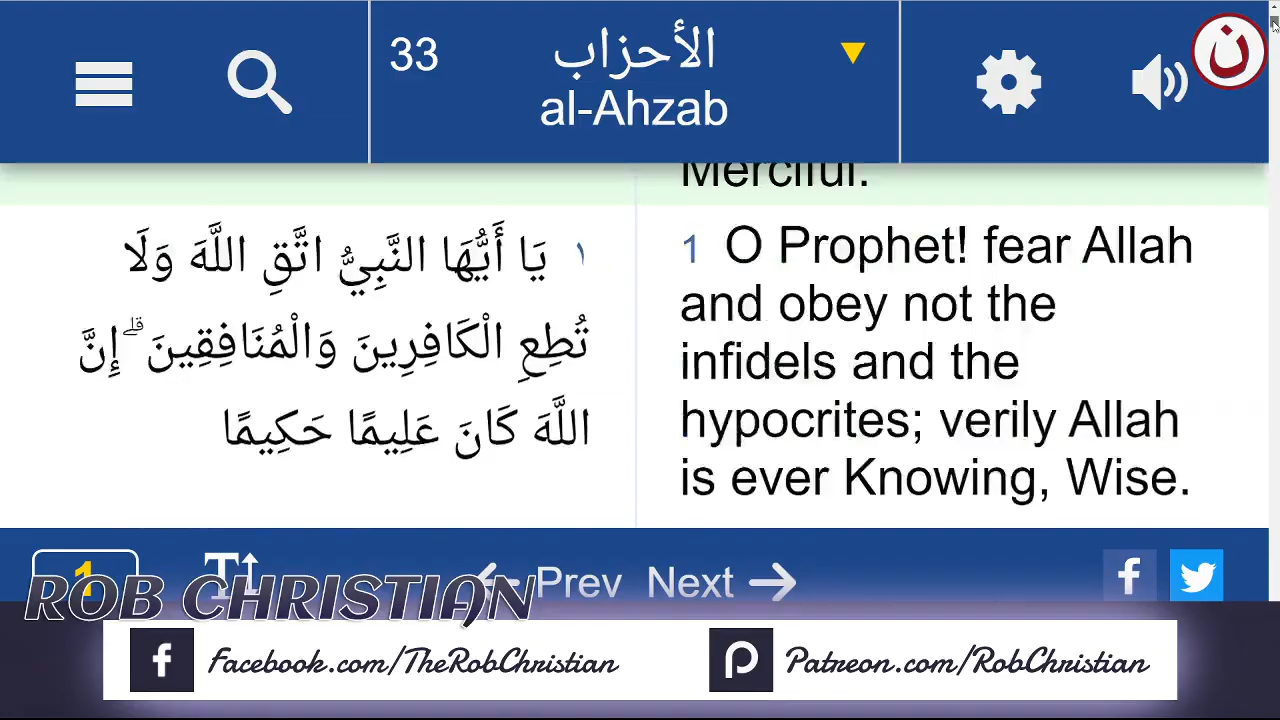 33
الأحزاب
al-Ahzab
ن
Merciful.
١ يَا أَيُّهَا النَّبِيُّ اتَّقِ اللَّهَ وَلَا
تُطِعِ الْكَافِرِينَ وَالْمُنَافِقِينَ ۗ إِنَّ
اللَّهَ كَانَ عَلِيمًا حَكِيمًا
1 O Prophet! fear Allah
and obey not the
infidels and the
hypocrites; verily Allah
is ever Knowing, Wise.
1
T
Prev Next
ROB CHRISTIAN
Facebook.com/TheRobChristian
Patreon.com/RobChristian